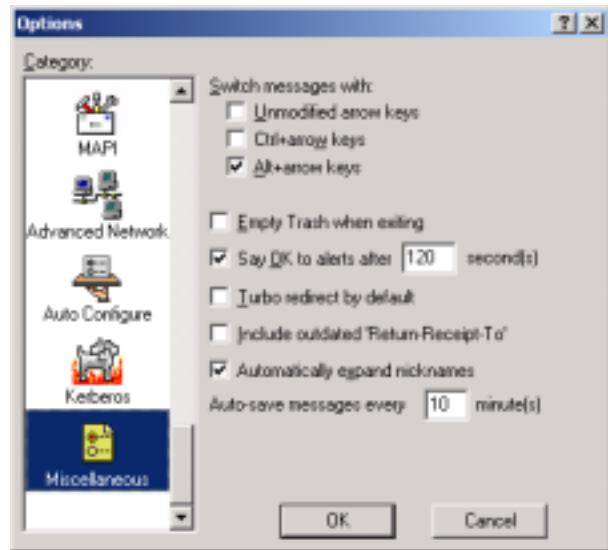 Options
Category:
MAPI
Advanced Network
Auto Configure
Kerberos
Miscellaneous
Switch messages with:
Unmodified arrow keys
Ctrl+arrow keys
Alt+arrow keys
Empty Trash when exiting
Say OK to alerts after 120 second(s)
Turbo redirect by default
Include outdated 'Return-Receipt-To'
Automatically expand nicknames
Auto-save messages every 10 minute(s)
OK Cancel